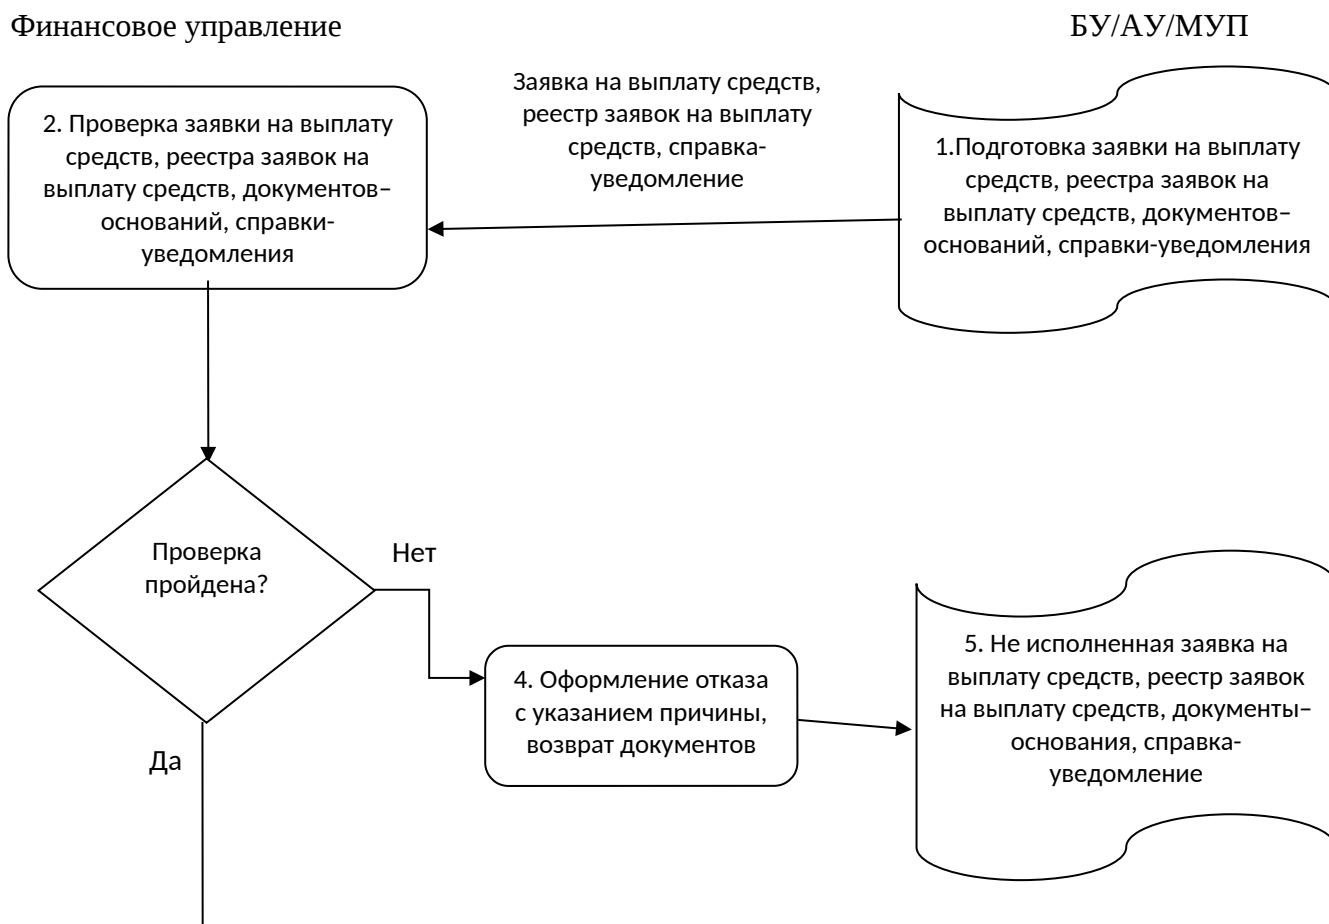 Финансовое управление
БУ/АУ/МУП
Заявка на выплату средств,
реестр заявок на выплату
средств, справка-
уведомление
2. Проверка заявки на выплату
средств, реестра заявок на
выплату средств, документов–
оснований, справки-
уведомления
1.Подготовка заявки на выплату
средств, реестра заявок на
выплату средств, документов–
оснований, справки-уведомления
Проверка
пройдена?
Нет
4. Оформление отказа
с указанием причины,
возврат документов
5. Не исполненная заявка на
выплату средств, реестр заявок
на выплату средств, документы–
основания, справка-
уведомление
Да